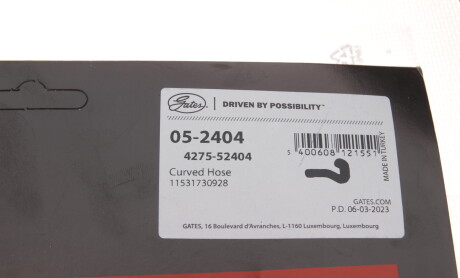 Gates
DRIVEN BY POSSIBILITY™
05-2404
4275-52404
Curved Hose
11531730928
5 400608 121551
MADE IN TURKEY
GATES.COM
P.D. 06-03-2023
GATES, 16 Boulevard d'Avranches, L-1160 Luxembourg, Luxembourg